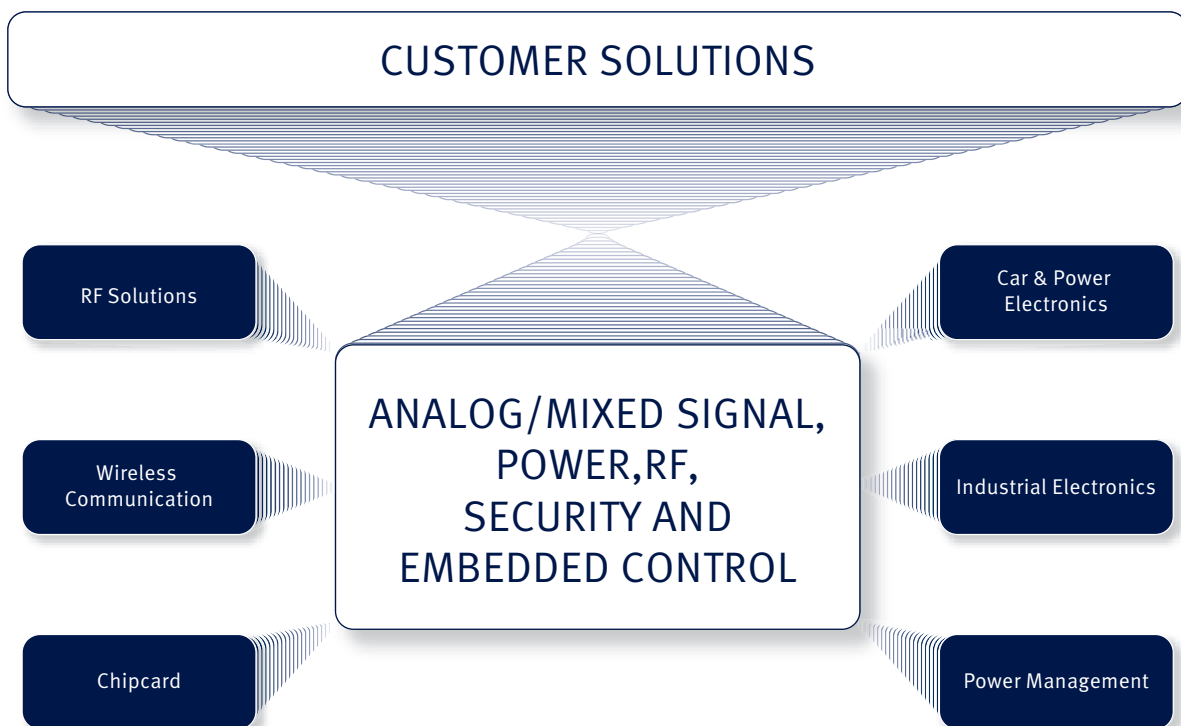 CUSTOMER SOLUTIONS
RF Solutions
Car & Power
Electronics
ANALOG/MIXED SIGNAL,
POWER,RF,
SECURITY AND
EMBEDDED CONTROL
Wireless
Communication
Industrial Electronics
Chipcard
Power Management